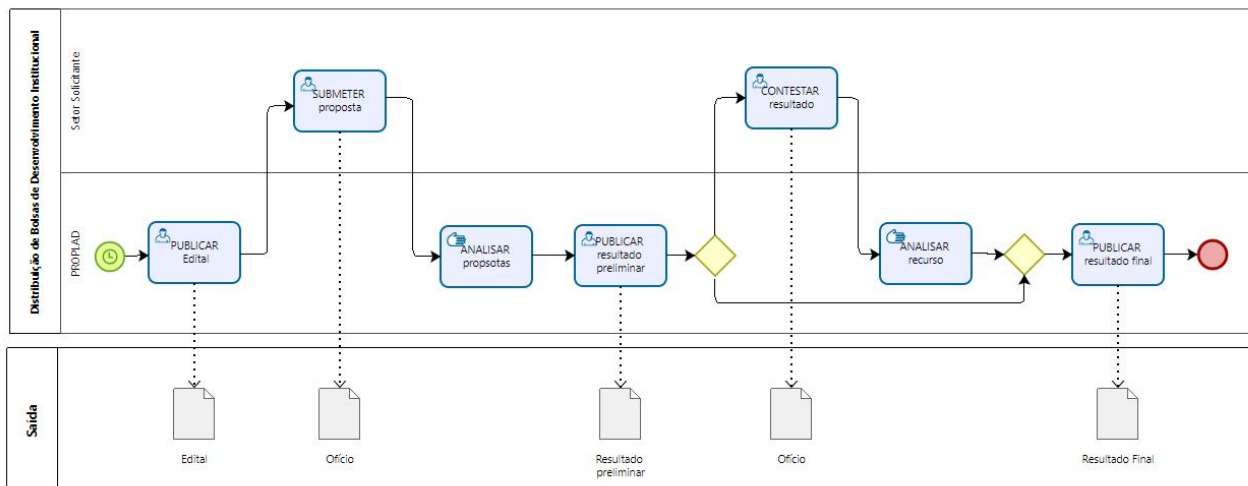 Distribuição de Bolsas de Desenvolvimento Institucional
Setor Solicitante
SUBMETER
proposta
CONTESTAR
resultado
PROPLAD
PUBLICAR
Edital
ANALISAR
propsotas
PUBLICAR
resultado
preliminar
ANALISAR
recurso
PUBLICAR
resultado final
Saída
Edital
Ofício
Resultado
preliminar
Ofício
Resultado Final